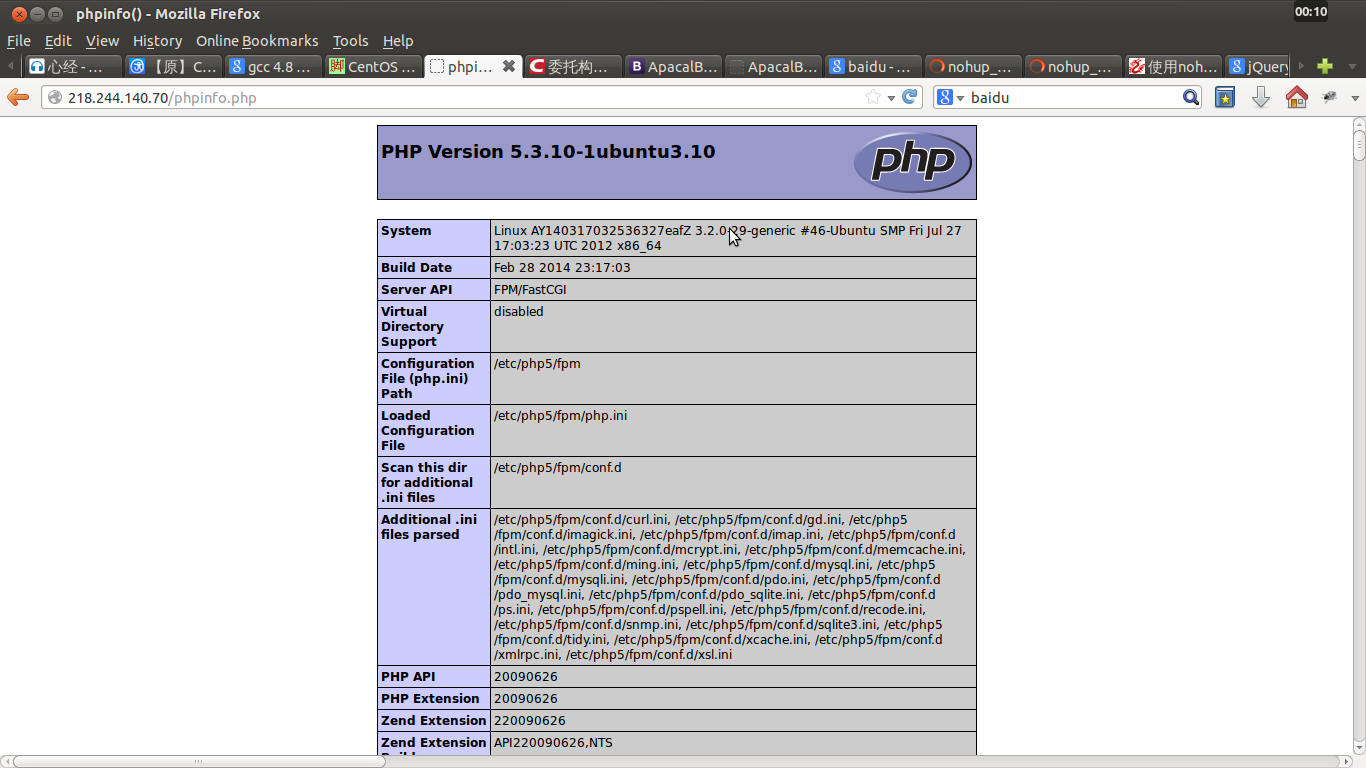 phpinfo() - Mozilla Firefox
00:10
File Edit View History Online Bookmarks Tools Help
心经 - ...
【原】C...
gcc 4.8 ...
CentOS ...
phpi...
委托构...
ApacalB...
ApacalB...
baidu - ...
nohup_...
nohup_...
使用noh...
jQuery
218.244.140.70/phpinfo.php
baidu
PHP Version 5.3.10-1ubuntu3.10
php
System
Linux AY140317032536327eafZ 3.2.0-29-generic #46-Ubuntu SMP Fri Jul 27
17:03:23 UTC 2012 x86_64
Build Date
Feb 28 2014 23:17:03
Server API
FPM/FastCGI
Virtual
Directory
Support
disabled
Configuration
File (php.ini)
Path
/etc/php5/fpm
Loaded
Configuration
File
/etc/php5/fpm/php.ini
Scan this dir
for additional
.ini files
/etc/php5/fpm/conf.d
Additional .ini
files parsed
/etc/php5/fpm/conf.d/curl.ini, /etc/php5/fpm/conf.d/gd.ini, /etc/php5
/fpm/conf.d/imagick.ini, /etc/php5/fpm/conf.d/imap.ini, /etc/php5/fpm/conf.d
/intl.ini, /etc/php5/fpm/conf.d/mcrypt.ini, /etc/php5/fpm/conf.d/memcache.ini,
/etc/php5/fpm/conf.d/ming.ini, /etc/php5/fpm/conf.d/mysql.ini, /etc/php5
/fpm/conf.d/mysqli.ini, /etc/php5/fpm/conf.d/pdo.ini, /etc/php5/fpm/conf.d
/pdo_mysql.ini, /etc/php5/fpm/conf.d/pdo_sqlite.ini, /etc/php5/fpm/conf.d
/ps.ini, /etc/php5/fpm/conf.d/pspell.ini, /etc/php5/fpm/conf.d/recode.ini,
/etc/php5/fpm/conf.d/snmp.ini, /etc/php5/fpm/conf.d/sqlite3.ini, /etc/php5
/fpm/conf.d/tidy.ini, /etc/php5/fpm/conf.d/xcache.ini, /etc/php5/fpm/conf.d
/xmlrpc.ini, /etc/php5/fpm/conf.d/xsl.ini
PHP API
20090626
PHP Extension
20090626
Zend Extension
220090626
Zend Extension
API220090626,NTS